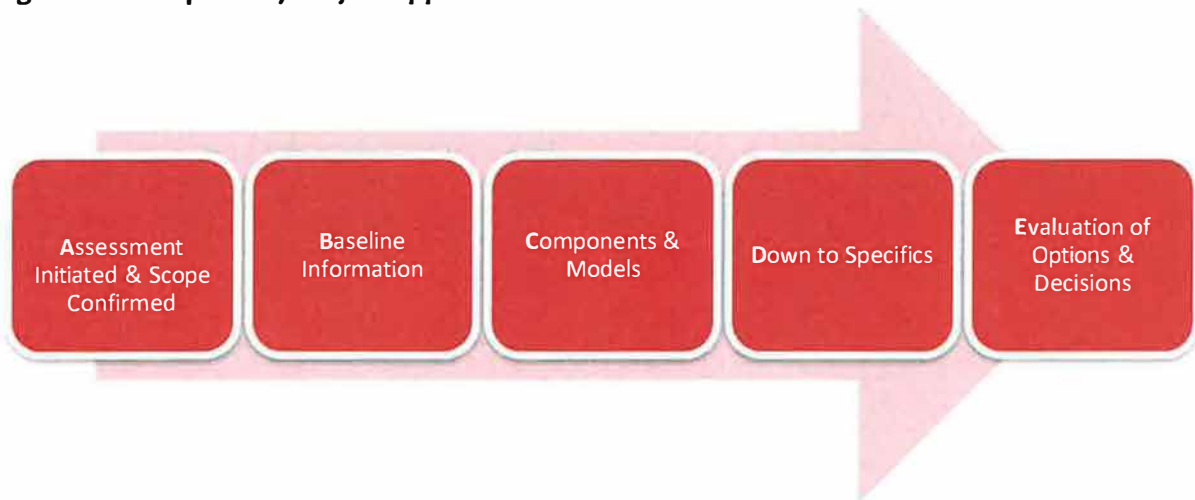 Assessment
Initiated & Scope
Confirmed
Baseline
Information
Components &
Models
Down to Specifics
Evaluation of
Options &
Decisions